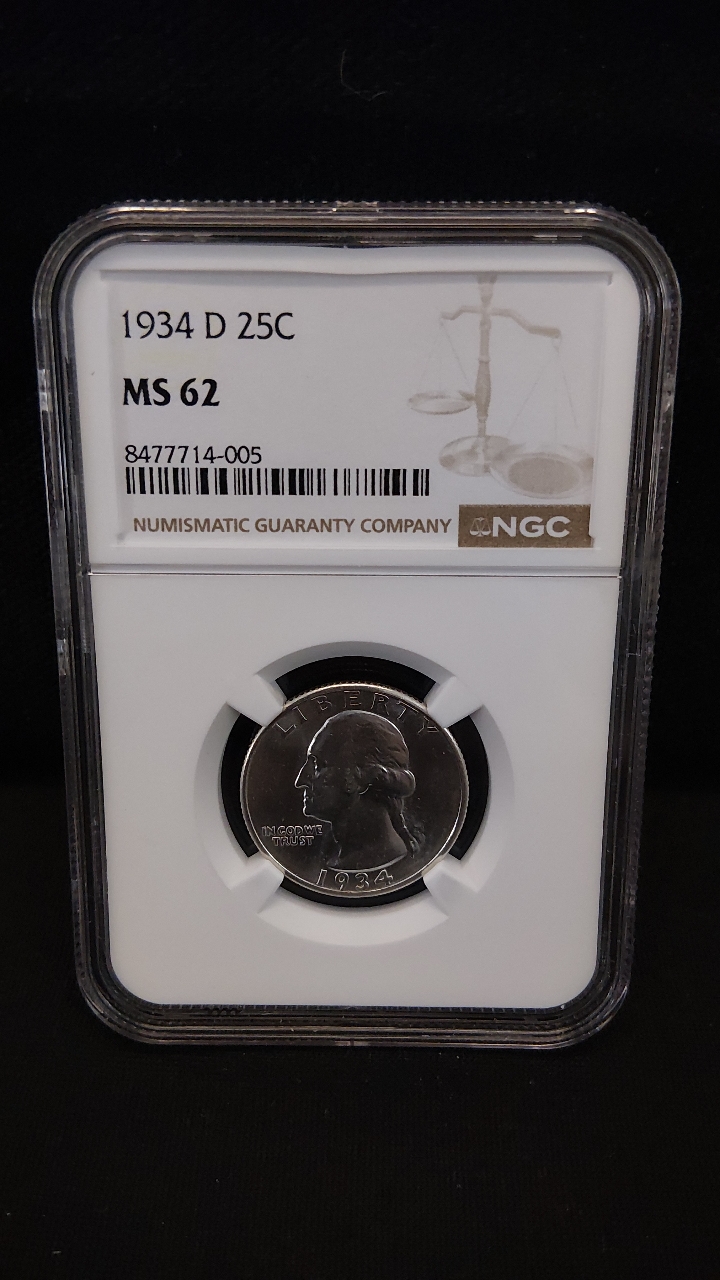 1934 D 25C
MS 62
8477714-005
NUMISMATIC GUARANTY COMPANY NGC
LIBERTY
IN GOD WE
TRUST
1934